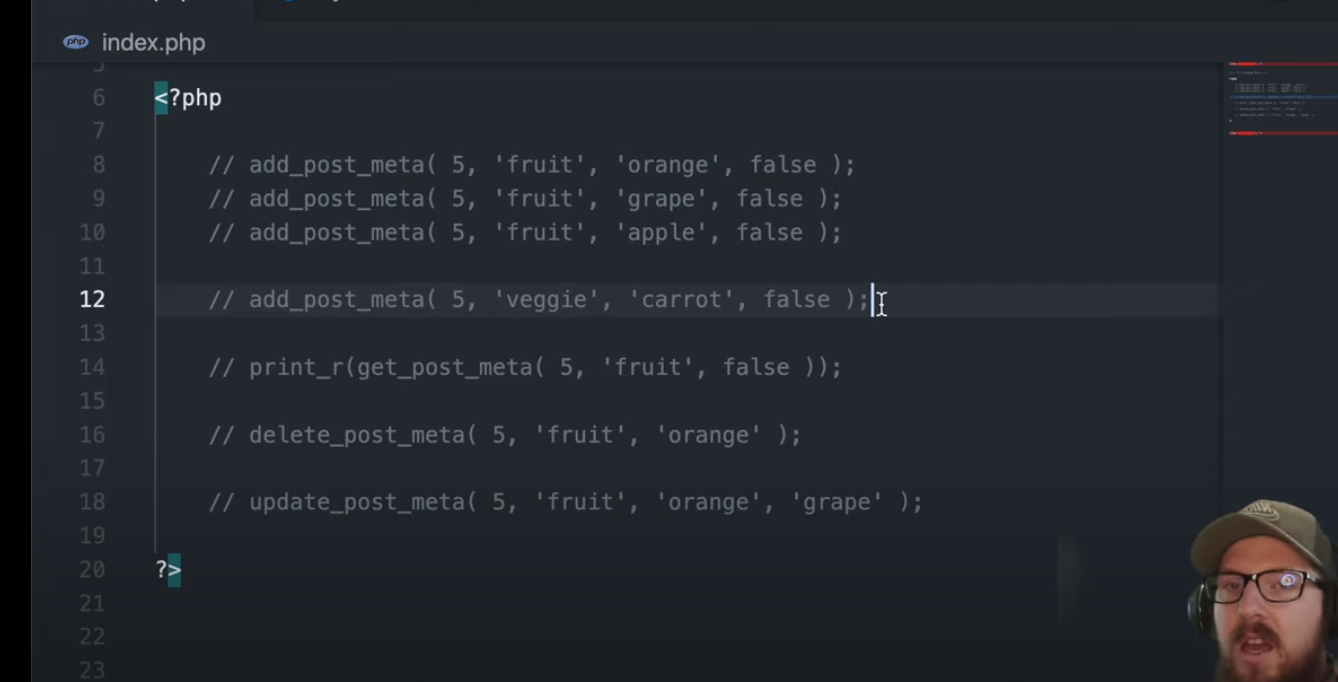 php index.php
5
6 <?php
7
8 // add_post_meta( 5, 'fruit', 'orange', false );
9 // add_post_meta( 5, 'fruit', 'grape', false );
10 // add_post_meta( 5, 'fruit', 'apple', false );
11
12 // add_post_meta( 5, 'veggie', 'carrot', false );
13
14 // print_r(get_post_meta( 5, 'fruit', false ));
15
16 // delete_post_meta( 5, 'fruit', 'orange' );
17
18 // update_post_meta( 5, 'fruit', 'orange', 'grape' );
19
20 ?>
21
22
23